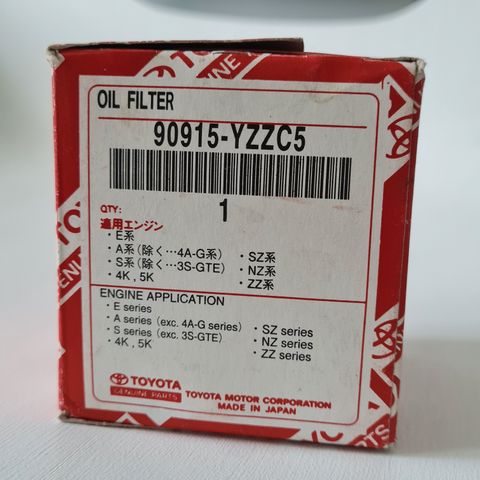 OIL FILTER
90915-YZZC5
QTY: 1
適用エンジン
・E系
・A系(除く…4A-G系)
・S系(除く…3S-GTE)
・4K , 5K
・SZ系
・NZ系
・ZZ系
ENGINE APPLICATION
・E series
・A series (exc. 4A-G series)
・S series (exc. 3S-GTE)
・4K , 5K
・SZ series
・NZ series
・ZZ series
TOYOTA
GENUINE PARTS
TOYOTA MOTOR CORPORATION
MADE IN JAPAN